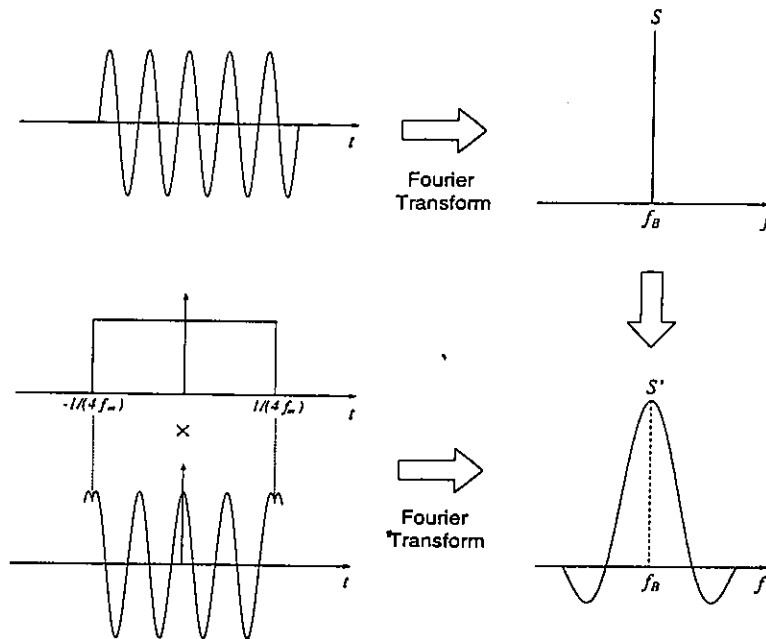 S
t
Fourier
Transform
f_B
f
-1/(4f_m)
1/(4f_m)
t
×
S'
Fourier
Transform
t
f_B
f